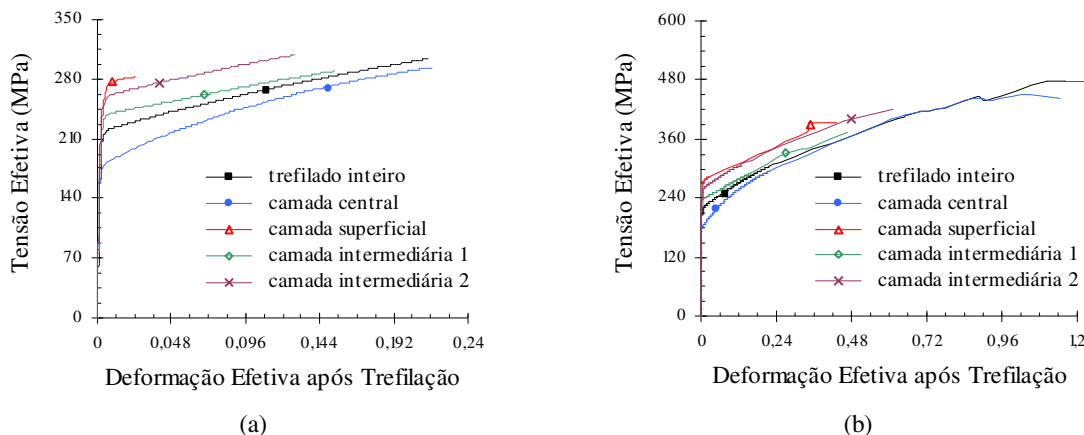 350
280
210
140
70
0
Tensão Efetiva (MPa)
trefilado inteiro
camada central
camada superficial
camada intermediária 1
camada intermediária 2
0 0,048 0,096 0,144 0,192 0,24
Deformação Efetiva após Trefilação
(a)
600
480
360
240
120
0
Tensão Efetiva (MPa)
trefilado inteiro
camada central
camada superficial
camada intermediária 1
camada intermediária 2
0 0,24 0,48 0,72 0,96 1,2
Deformação Efetiva após Trefilação
(b)